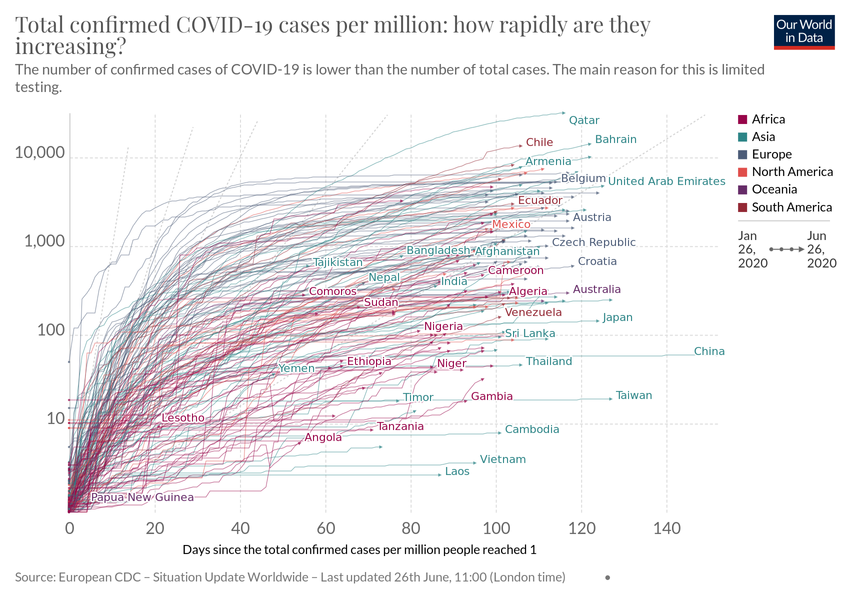 Total confirmed COVID-19 cases per million: how rapidly are they
increasing?
Our World
in Data
The number of confirmed cases of COVID-19 is lower than the number of total cases. The main reason for this is limited
testing.
Qatar
Africa
Chile
Bahrain
Asia
10,000
Armenia
Europe
Belgium
United Arab Emirates
North America
Ecuador
Oceania
Mexico
Austria
South America
1,000
Bangladesh
Afghanistan
Czech Republic
Jan
26,
2020
Jun
26,
2020
Tajikistan
Cameroon
Croatia
Nepal
India
Comoros
Algeria
Australia
Sudan
Venezuela
Japan
100
Nigeria
Sri Lanka
China
Yemen
Ethiopia
Niger
Thailand
Timor
Gambia
Taiwan
10
Lesotho
Tanzania
Cambodia
Angola
Vietnam
Laos
Papua New Guinea
0 20 40 60 80 100 120 140
Days since the total confirmed cases per million people reached 1
Source: European CDC – Situation Update Worldwide – Last updated 26th June, 11:00 (London time)